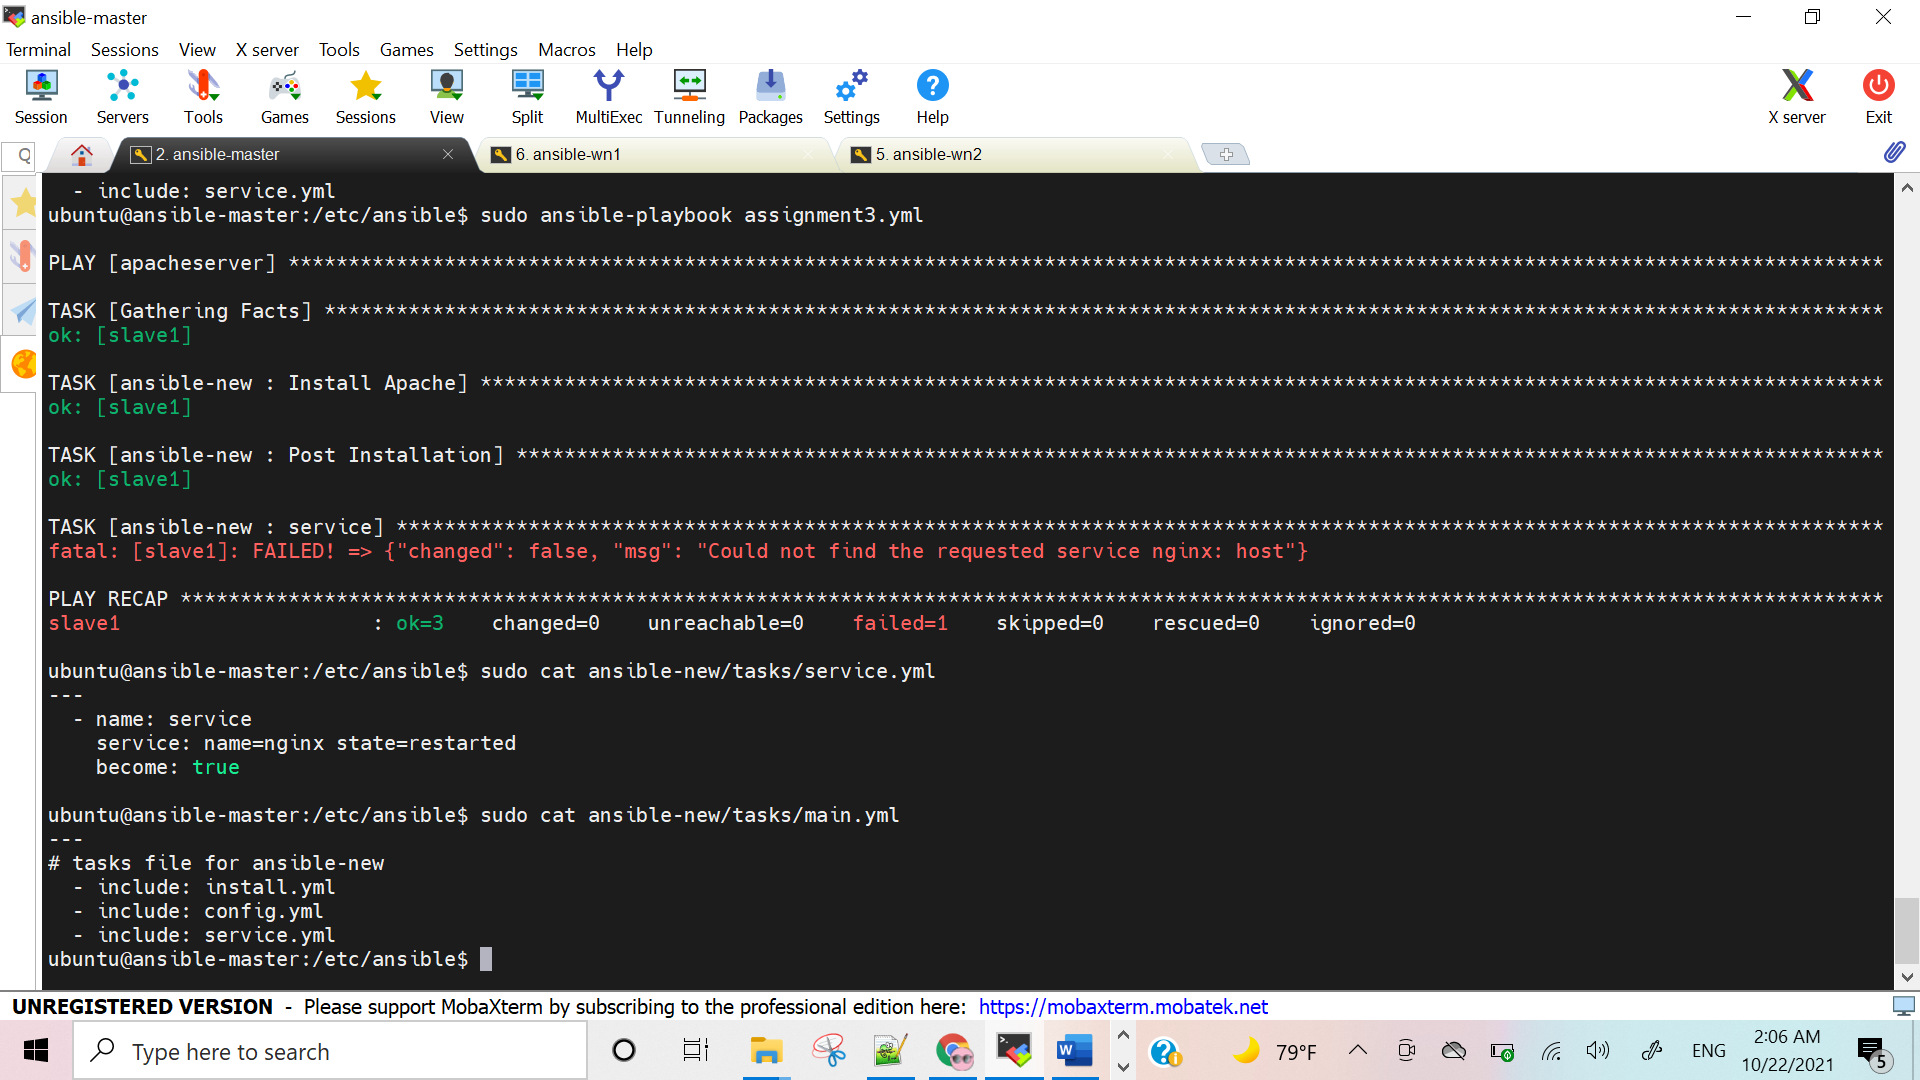 ansible-master
Terminal Sessions View X server Tools Games Settings Macros Help
Session Servers Tools Games Sessions View Split MultiExec Tunneling Packages Settings Help X server Exit
2. ansible-master 6. ansible-wn1 5. ansible-wn2
- include: service.yml
ubuntu@ansible-master:/etc/ansible$ sudo ansible-playbook assignment3.yml
PLAY [apacheserver] *************************************************************************************************************************************
TASK [Gathering Facts] **********************************************************************************************************************************
ok: [slave1]
TASK [ansible-new : Install Apache] *********************************************************************************************************************
ok: [slave1]
TASK [ansible-new : Post Installation] ******************************************************************************************************************
ok: [slave1]
TASK [ansible-new : service] ****************************************************************************************************************************
fatal: [slave1]: FAILED! => {"changed": false, "msg": "Could not find the requested service nginx: host"}
PLAY RECAP **********************************************************************************************************************************************
slave1 : ok=3 changed=0 unreachable=0 failed=1 skipped=0 rescued=0 ignored=0
ubuntu@ansible-master:/etc/ansible$ sudo cat ansible-new/tasks/service.yml
---
- name: service
service: name=nginx state=restarted
become: true
ubuntu@ansible-master:/etc/ansible$ sudo cat ansible-new/tasks/main.yml
---
# tasks file for ansible-new
- include: install.yml
- include: config.yml
- include: service.yml
ubuntu@ansible-master:/etc/ansible$
UNREGISTERED VERSION - Please support MobaXterm by subscribing to the professional edition here: https://mobaxterm.mobatek.net
Type here to search
79°F
ENG
2:06 AM
10/22/2021
5